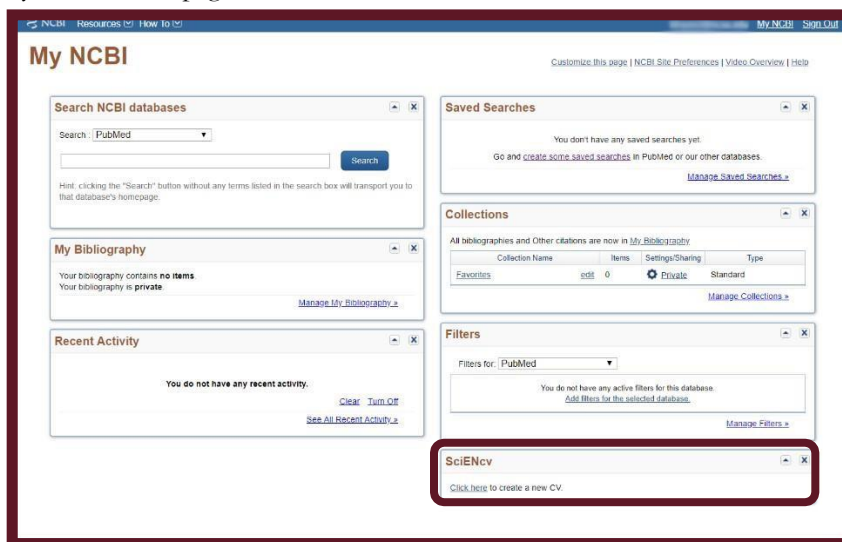 NCBI Resources How To My NCBI Sign Out
My NCBI
Customize this page | NCBI Site Preferences | Video Overview | Help
Search NCBI databases
Search : PubMed
Search
Hint: clicking the "Search" button without any terms listed in the search box will transport you to
that database's homepage.
My Bibliography
Your bibliography contains no items.
Your bibliography is private.
Manage My Bibliography »
Recent Activity
You do not have any recent activity.
Clear Turn Off
See All Recent Activity »
Saved Searches
You don't have any saved searches yet.
Go and create some saved searches in PubMed or our other databases.
Manage Saved Searches »
Collections
All bibliographies and Other citations are now in My Bibliography
Collection Name Items Settings/Sharing Type
Favorites edit 0 Private Standard
Manage Collections »
Filters
Filters for: PubMed
You do not have any active filters for this database.
Add filters for the selected database.
Manage Filters »
SciENcv
Click here to create a new CV.